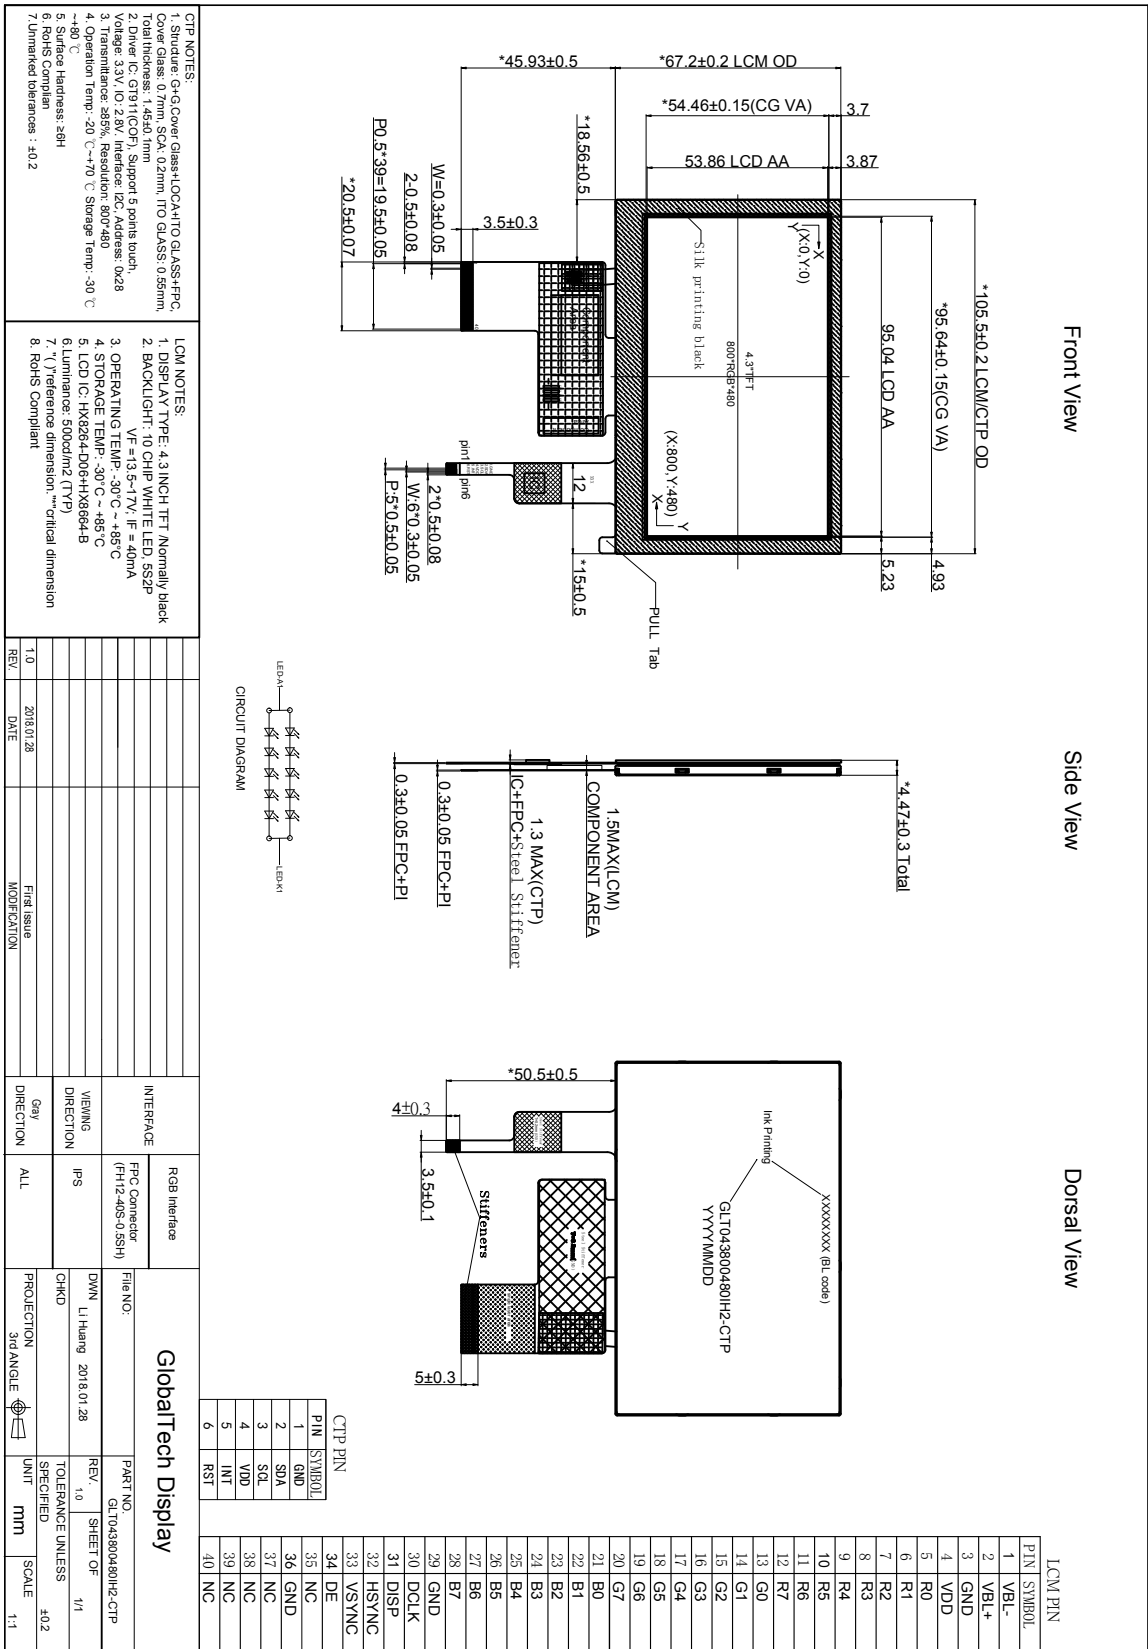 Front View
Side View
Dorsal View
*105.5±0.2 LCM/CTP OD
*95.64±0.15(CG VA)
95.04 LCD AA
4.93
5.23
*67.2±0.2 LCM OD
*45.93±0.5
*54.46±0.15(CG VA)
3.7
53.86 LCD AA
3.87
*18.56±0.5
3.5±0.3
W=0.3±0.05
2-0.5±0.08
P0.5*39=19.5±0.05
*20.5±0.07
X
Y
(X:0,Y:0)
Silk printing black
4.3"TFT
800*RGB*480
(X:800,Y:480)
X
Y
Component
Area
pin1
pin6
12
*15±0.5
2*0.5±0.08
W:6*0.3±0.05
P:5*0.5±0.05
PULL Tab
*4.47±0.3 Total
1.5MAX(LCM)
COMPONENT AREA
1.3 MAX(CTP)
IC+FPC+Steel Stiffener
0.3±0.05 FPC+PI
0.3±0.05 FPC+PI
LED-A1
LED-K1
CIRCUIT DIAGRAM
*50.5±0.5
4±0.3
3.5±0.1
Stiffeners
5±0.3
Ink Printing
XXXXXXXX (BL code)
GLT043800480IH2-CTP
YYYYMMDD
LCM PIN
PIN SYMBOL
1 VBL-
2 VBL+
3 GND
4 VDD
5 R0
6 R1
7 R2
8 R3
9 R4
10 R5
11 R6
12 R7
13 G0
14 G1
15 G2
16 G3
17 G4
18 G5
19 G6
20 G7
21 B0
22 B1
23 B2
24 B3
25 B4
26 B5
27 B6
28 B7
29 GND
30 DCLK
31 DISP
32 HSYNC
33 VSYNC
34 DE
35 NC
36 GND
37 NC
38 NC
39 NC
40 NC
CTP PIN
PIN SYMBOL
1 GND
2 SDA
3 SCL
4 VDD
5 INT
6 RST
CTP NOTES:
1. Structure: G+G,Cover Glass+LOCA+ITO GLASS+FPC,
Cover Glass: 0.7mm, SCA: 0.2mm, ITO GLASS: 0.55mm,
Total thickness: 1.45±0.1mm
2. Driver IC: GT911(COF), Support 5 points touch,
Voltage: 3.3V, IO: 2.8V. Interface: I2C, Address: 0x28
3. Transmittance: ≥85%, Resolution: 800*480
4. Operation Temp: -20 ℃~+70 ℃ Storage Temp: -30 ℃
~+80 ℃
5. Surface Hardness: ≥6H
6. RoHS Complian
7.Unmarked tolerances : ±0.2
LCM NOTES:
1. DISPLAY TYPE: 4.3 INCH TFT /Normally black
2. BACKLIGHT: 10 CHIP WHITE LED, 5S2P
VF =13.5~17V; IF = 40mA
3. OPERATING TEMP: -30°C ~ +85°C
4. STORAGE TEMP: -30°C ~ +85°C
5. LCD IC: HX8264-D06+HX8664-B
6.Luminance: 500cd/m2 (TYP)
7. "( )"reference dimension, "*"critical dimension
8. RoHS Compliant
1.0 2018.01.28 First issue
REV. DATE MODIFICATION
INTERFACE
RGB Interface
FPC Connector
(FH12-40S-0.5SH)
VIEWING
DIRECTION
IPS
Gray
DIRECTION
ALL
GlobalTech Display
File NO:
PART NO.
GLT043800480IH2-CTP
DWN Li Huang 2018.01.28
REV. 1.0
SHEET OF 1/1
CHKD
TOLERANCE UNLESS
SPECIFIED ±0.2
PROJECTION
3rd ANGLE
UNIT mm
SCALE 1:1